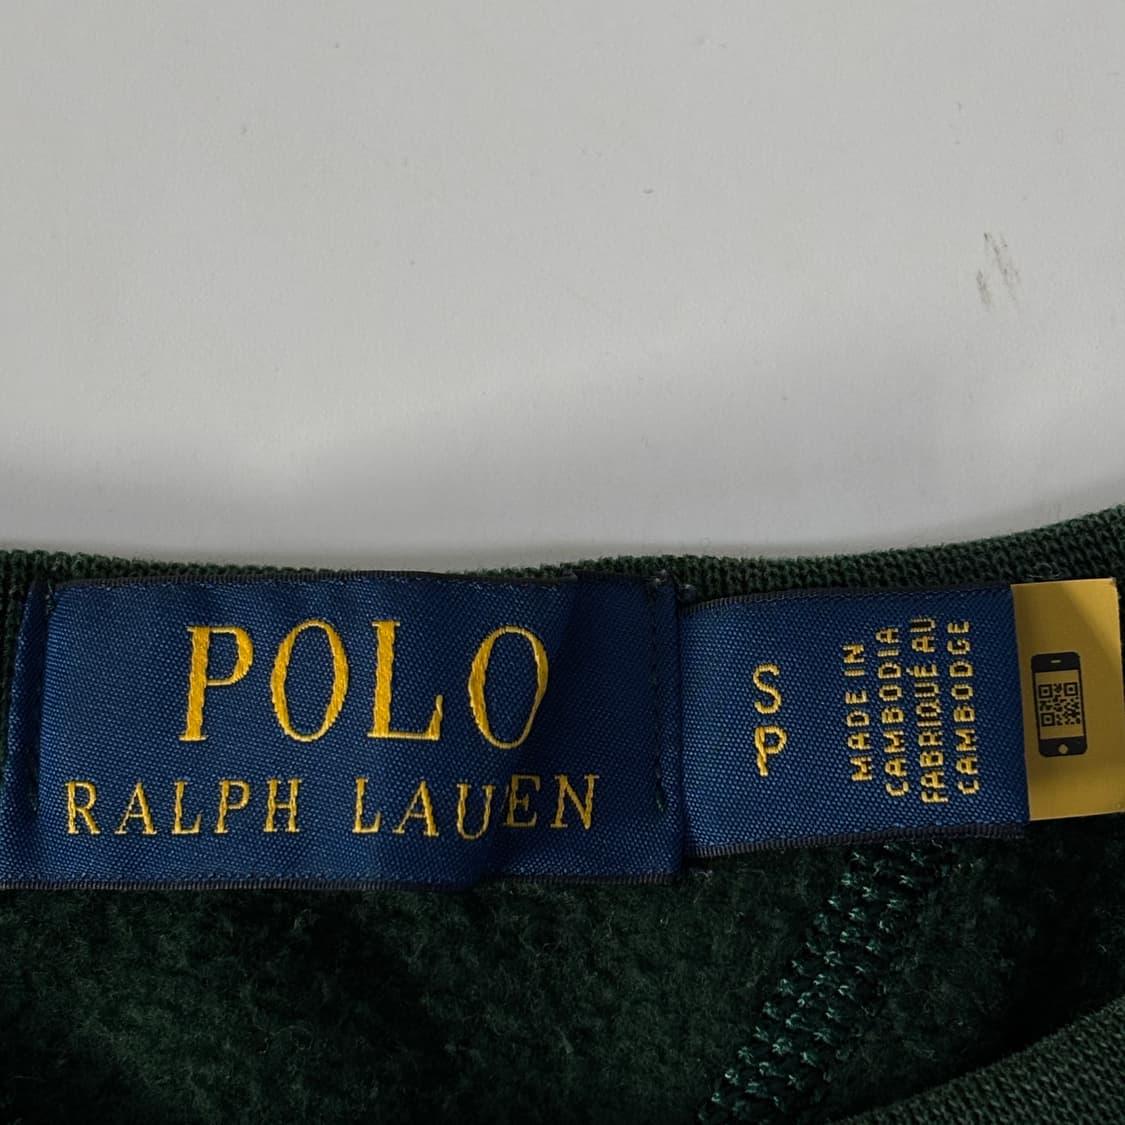 POLO
RALPH LAUEN
S
P
MADE IN
CAMBODIA
FABRIQUÉ AU
CAMBODGE